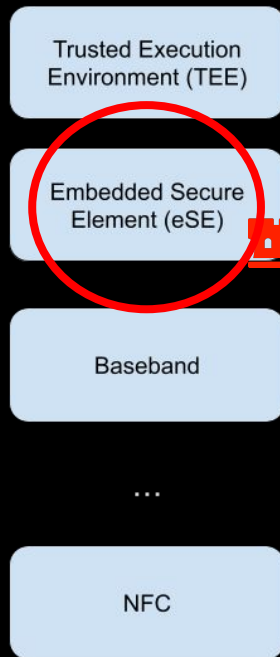 Trusted Execution
Environment (TEE)
Embedded Secure
Element (eSE)
Baseband
...
NFC